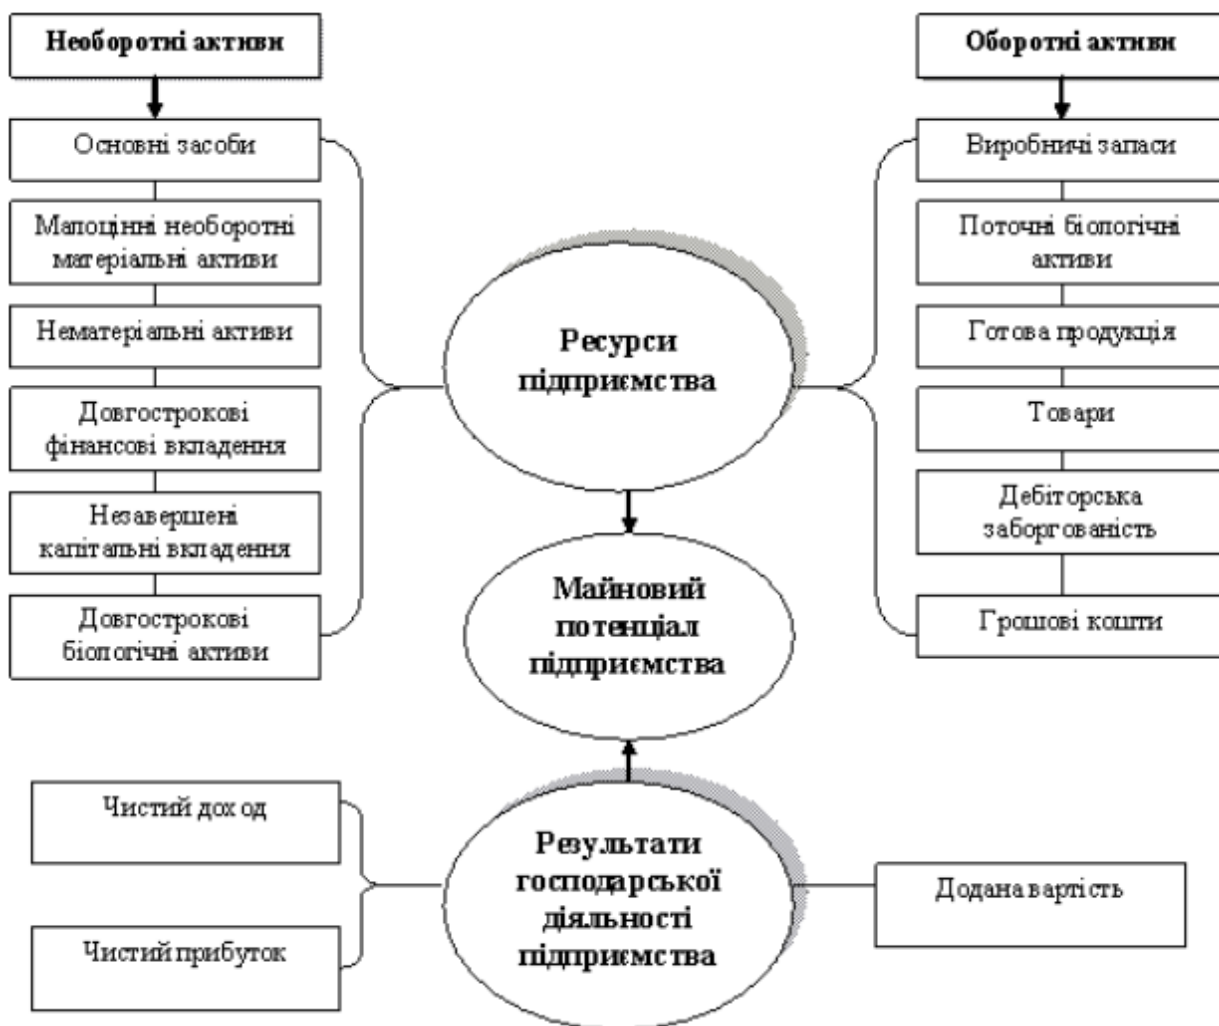 Необоротні активи
Основні засоби
Малоцінні необоротні
матеріальні активи
Нематеріальні активи
Довгострокові
фінансові вкладення
Незавершені
капітальні вкладення
Довгострокові
біологічні активи
Ресурси
підприємства
Майновий
потенціал
підприємства
Оборотні активи
Виробничі запаси
Поточні біологічні
активи
Готова продукція
Товари
Дебіторська
заборгованість
Грошові кошти
Чистий доход
Чистий прибуток
Результати
господарської
діяльності
підприємства
Додана вартість